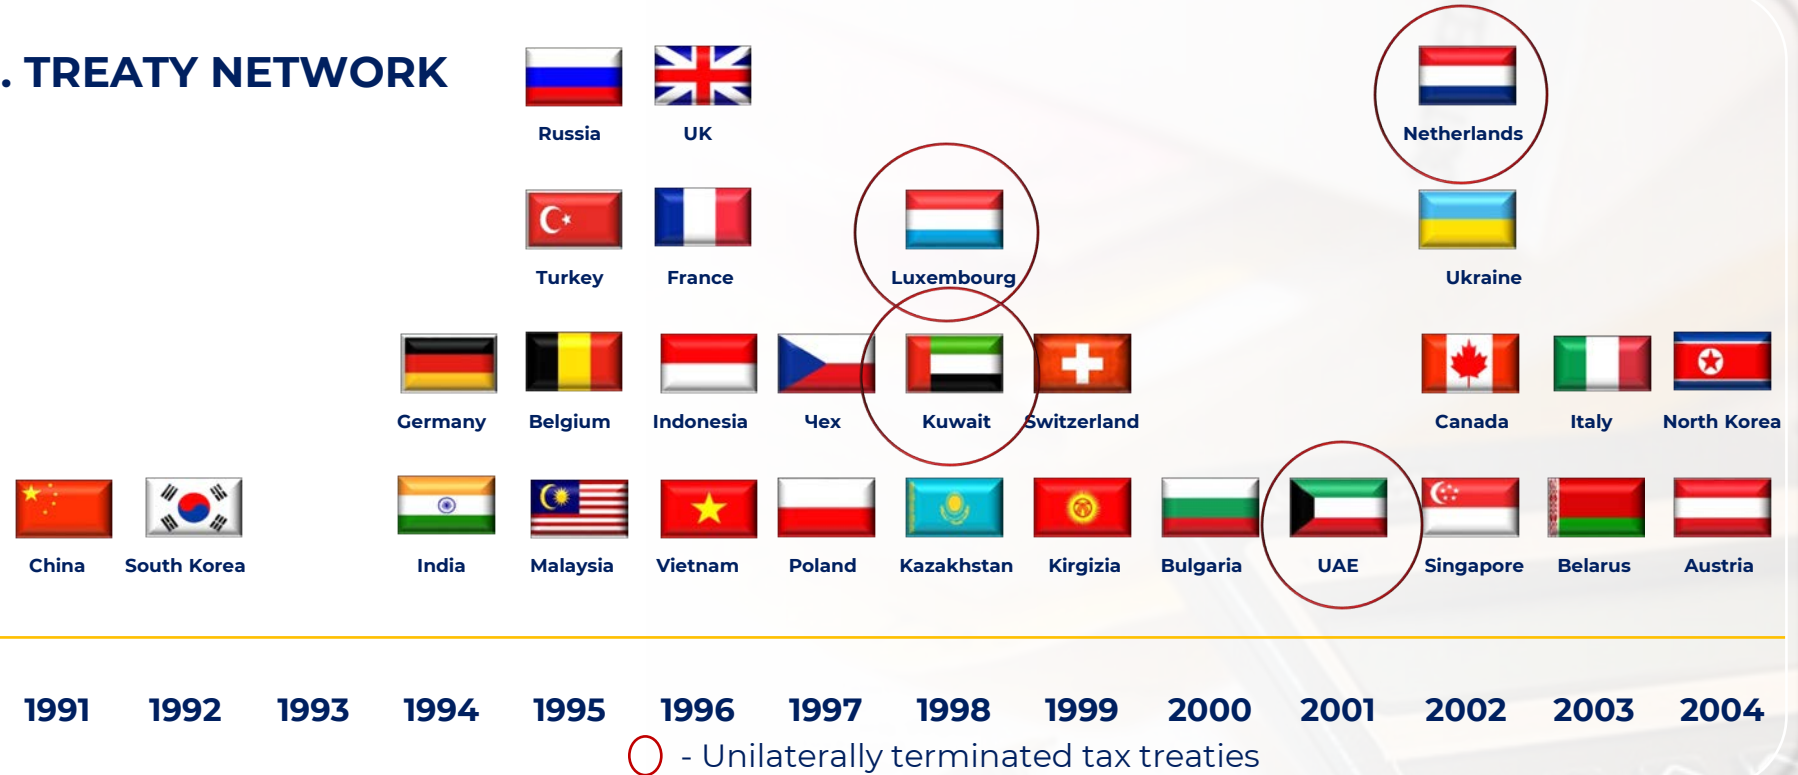 . TREATY NETWORK
Russia UK Netherlands
Turkey France Luxembourg Ukraine
Germany Belgium Indonesia Чех Kuwait Switzerland Canada Italy North Korea
China South Korea India Malaysia Vietnam Poland Kazakhstan Kirgizia Bulgaria UAE Singapore Belarus Austria
1991 1992 1993 1994 1995 1996 1997 1998 1999 2000 2001 2002 2003 2004
- Unilaterally terminated tax treaties